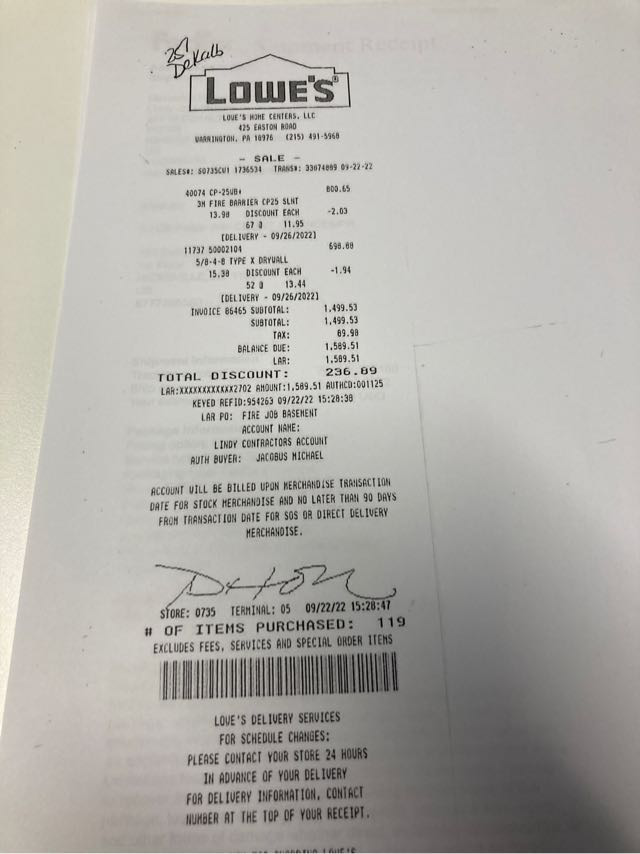 257
DeKalb
LOWE'S®
LOWE'S HOME CENTERS, LLC
425 EASTON ROAD
WARRINGTON, PA 18976 (215) 491-5968
- SALE -
SALES#: S0735CU1 1736534 TRANS#: 33074889 09-22-22
40074 CP-25WB+ 800.65
3M FIRE BARRIER CP25 SLNT
13.98 DISCOUNT EACH -2.03
67 @ 11.95
[DELIVERY - 09/26/2022]
11737 50002104 698.88
5/8-4-8 TYPE X DRYWALL
15.38 DISCOUNT EACH -1.94
52 @ 13.44
[DELIVERY - 09/26/2022]
INVOICE 86465 SUBTOTAL: 1,499.53
SUBTOTAL: 1,499.53
TAX: 89.98
BALANCE DUE: 1,589.51
LAR: 1,589.51
TOTAL DISCOUNT: 236.89
LAR:XXXXXXXXXXXX2702 AMOUNT:1,589.51 AUTHCD:001125
KEYED REFID:954263 09/22/22 15:28:38
LAR PO: FIRE JOB BASEMENT
ACCOUNT NAME:
LINDY CONTRACTORS ACCOUNT
AUTH BUYER: JACOBUS MICHAEL
ACCOUNT WILL BE BILLED UPON MERCHANDISE TRANSACTION
DATE FOR STOCK MERCHANDISE AND NO LATER THAN 90 DAYS
FROM TRANSACTION DATE FOR SOS OR DIRECT DELIVERY
MERCHANDISE.
STORE: 0735 TERMINAL: 05 09/22/22 15:28:47
# OF ITEMS PURCHASED: 119
EXCLUDES FEES, SERVICES AND SPECIAL ORDER ITEMS
LOWE'S DELIVERY SERVICES
FOR SCHEDULE CHANGES:
PLEASE CONTACT YOUR STORE 24 HOURS
IN ADVANCE OF YOUR DELIVERY
FOR DELIVERY INFORMATION, CONTACT
NUMBER AT THE TOP OF YOUR RECEIPT.